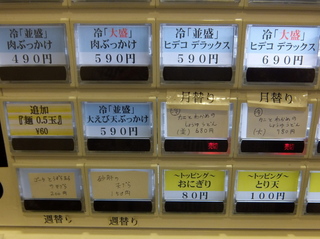 冷「並盛」
肉ぶっかけ
490円
冷「大盛」
肉ぶっかけ
590円
冷「並盛」
ヒデコ デラックス
590円
冷「大盛」
ヒデコ デラックス
690円
追加
『麺 0.5玉』
¥60
冷「並盛」
大えび天ぶっかけ
590円
月替り
月替り
週替り
週替り
～トッピング～
おにぎり
80円
～トッピング～
とり天
100円